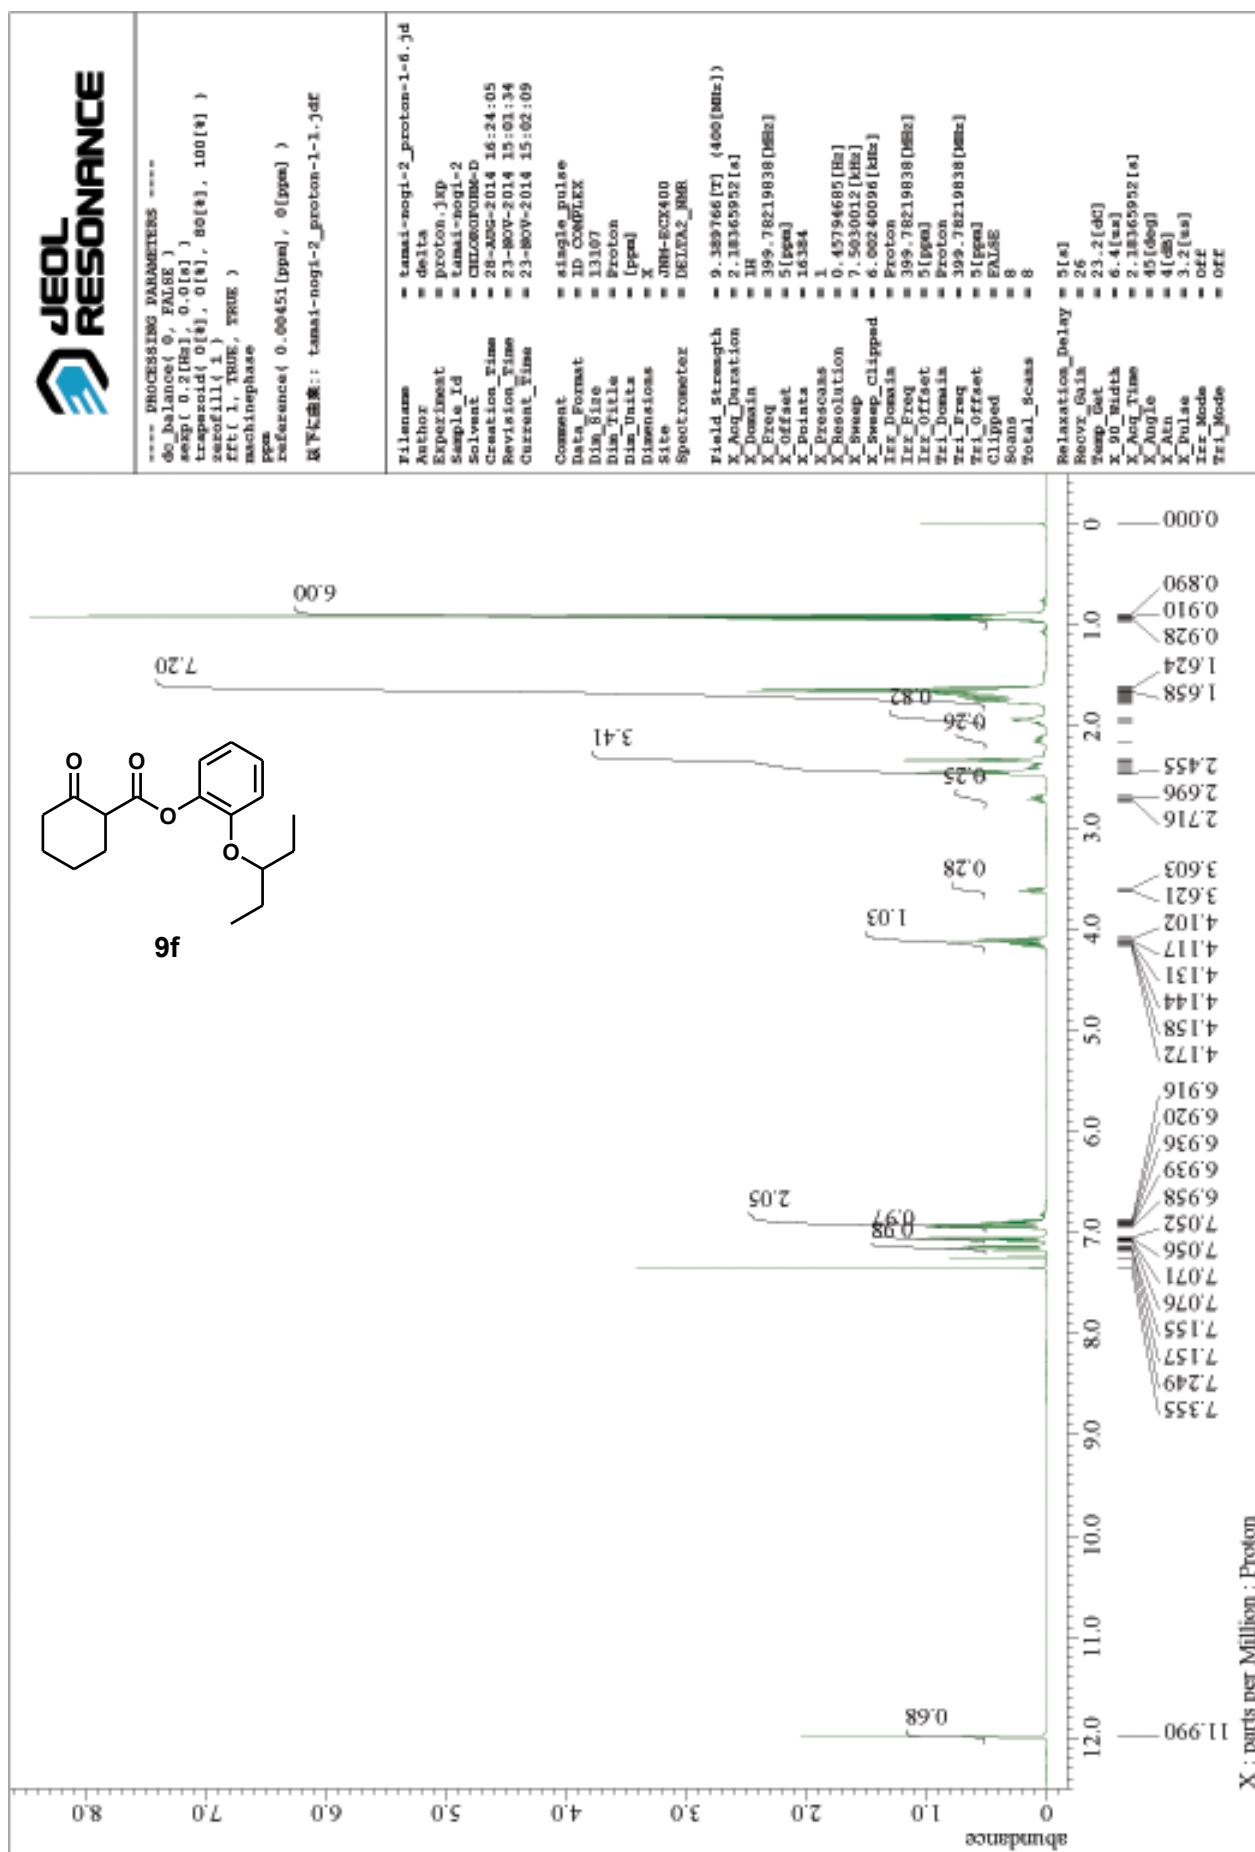 JEOL
RESONANCE
---- PROCESSING PARAMETERS ----
dc_balance( 0, FALSE )
sexp( 0.2[Hz], 0.0[s] )
trapezoid( 0[%], 0[%], 80[%], 100[%] )
zerofill( 1 )
fft( 1, TRUE, TRUE )
machinephase
ppm
reference( 0.00451[ppm], 0[ppm] )
以下に由来:: tamai-nogi-2_proton-1-1.jdf
Filename = tamai-nogi-2_proton-1-6.jd
Author = delta
Experiment = proton.jxp
Sample_Id = tamai-nogi-2
Solvent = CHLOROFORM-D
Creation_Time = 28-AUG-2014 16:24:05
Revision_Time = 23-NOV-2014 15:01:34
Current_Time = 23-NOV-2014 15:02:09
Comment = single_pulse
Data_Format = 1D COMPLEX
Dim_Size = 13107
Dim_Title = Proton
Dim_Units = [ppm]
Dimensions = X
Site = JNM-ECX400
Spectrometer = DELTA2_NMR
Field_Strength = 9.389766[T] (400[MHz])
X_Acq_Duration = 2.18365952[s]
X_Domain = 1H
X_Freq = 399.78219838[MHz]
X_Offset = 5[ppm]
X_Points = 16384
X_Prescans = 1
X_Resolution = 0.45794685[Hz]
X_Sweep = 7.5030012[kHz]
X_Sweep_Clipped = 6.00240096[kHz]
Irr_Domain = Proton
Irr_Freq = 399.78219838[MHz]
Irr_Offset = 5[ppm]
Tri_Domain = Proton
Tri_Freq = 399.78219838[MHz]
Tri_Offset = 5[ppm]
Clipped = FALSE
Scans = 8
Total_Scans = 8
Relaxation_Delay = 5[s]
Recvr_Gain = 26
Temp_Get = 23.2[dC]
X_90_Width = 6.4[us]
X_Acq_Time = 2.18365952[s]
X_Angle = 45[deg]
X_Atn = 4[dB]
X_Pulse = 3.2[us]
Irr_Mode = Off
Tri_Mode = Off
O
O
O
O
9f
abundance
0 1.0 2.0 3.0 4.0 5.0 6.0 7.0 8.0
0.68
0.98
0.97
2.05
1.03
0.28
0.25
3.41
0.26
0.82
7.20
6.00
12.0 11.0 10.0 9.0 8.0 7.0 6.0 5.0 4.0 3.0 2.0 1.0 0
11.990
7.355
7.249
7.157
7.155
7.076
7.071
7.056
7.052
6.958
6.939
6.936
6.920
6.916
4.172
4.158
4.144
4.131
4.117
4.102
3.621
3.603
2.716
2.696
2.455
1.658
1.624
0.928
0.910
0.890
0.000
X : parts per Million : Proton